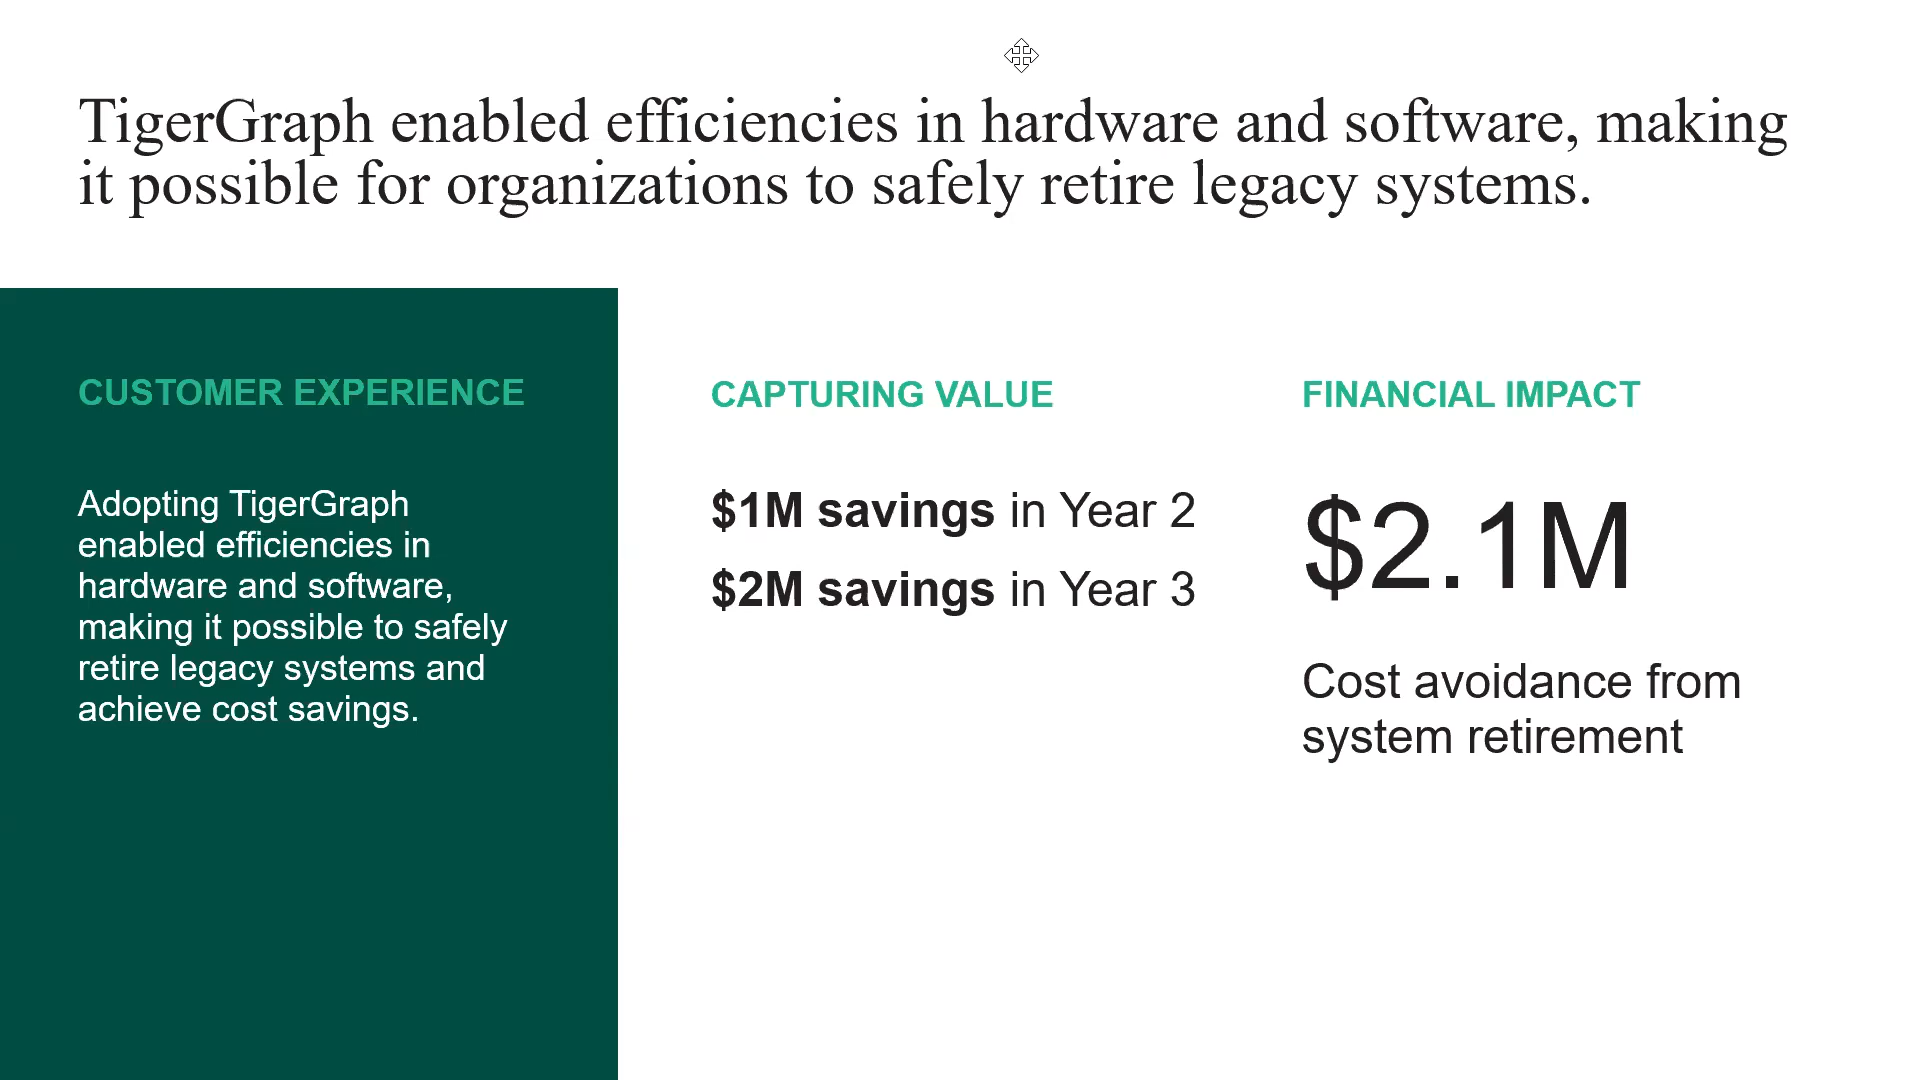 TigerGraph enabled efficiencies in hardware and software, making
it possible for organizations to safely retire legacy systems.
CUSTOMER EXPERIENCE
Adopting TigerGraph
enabled efficiencies in
hardware and software,
making it possible to safely
retire legacy systems and
achieve cost savings.
CAPTURING VALUE
$1M savings in Year 2
$2M savings in Year 3
FINANCIAL IMPACT
$2.1M
Cost avoidance from
system retirement